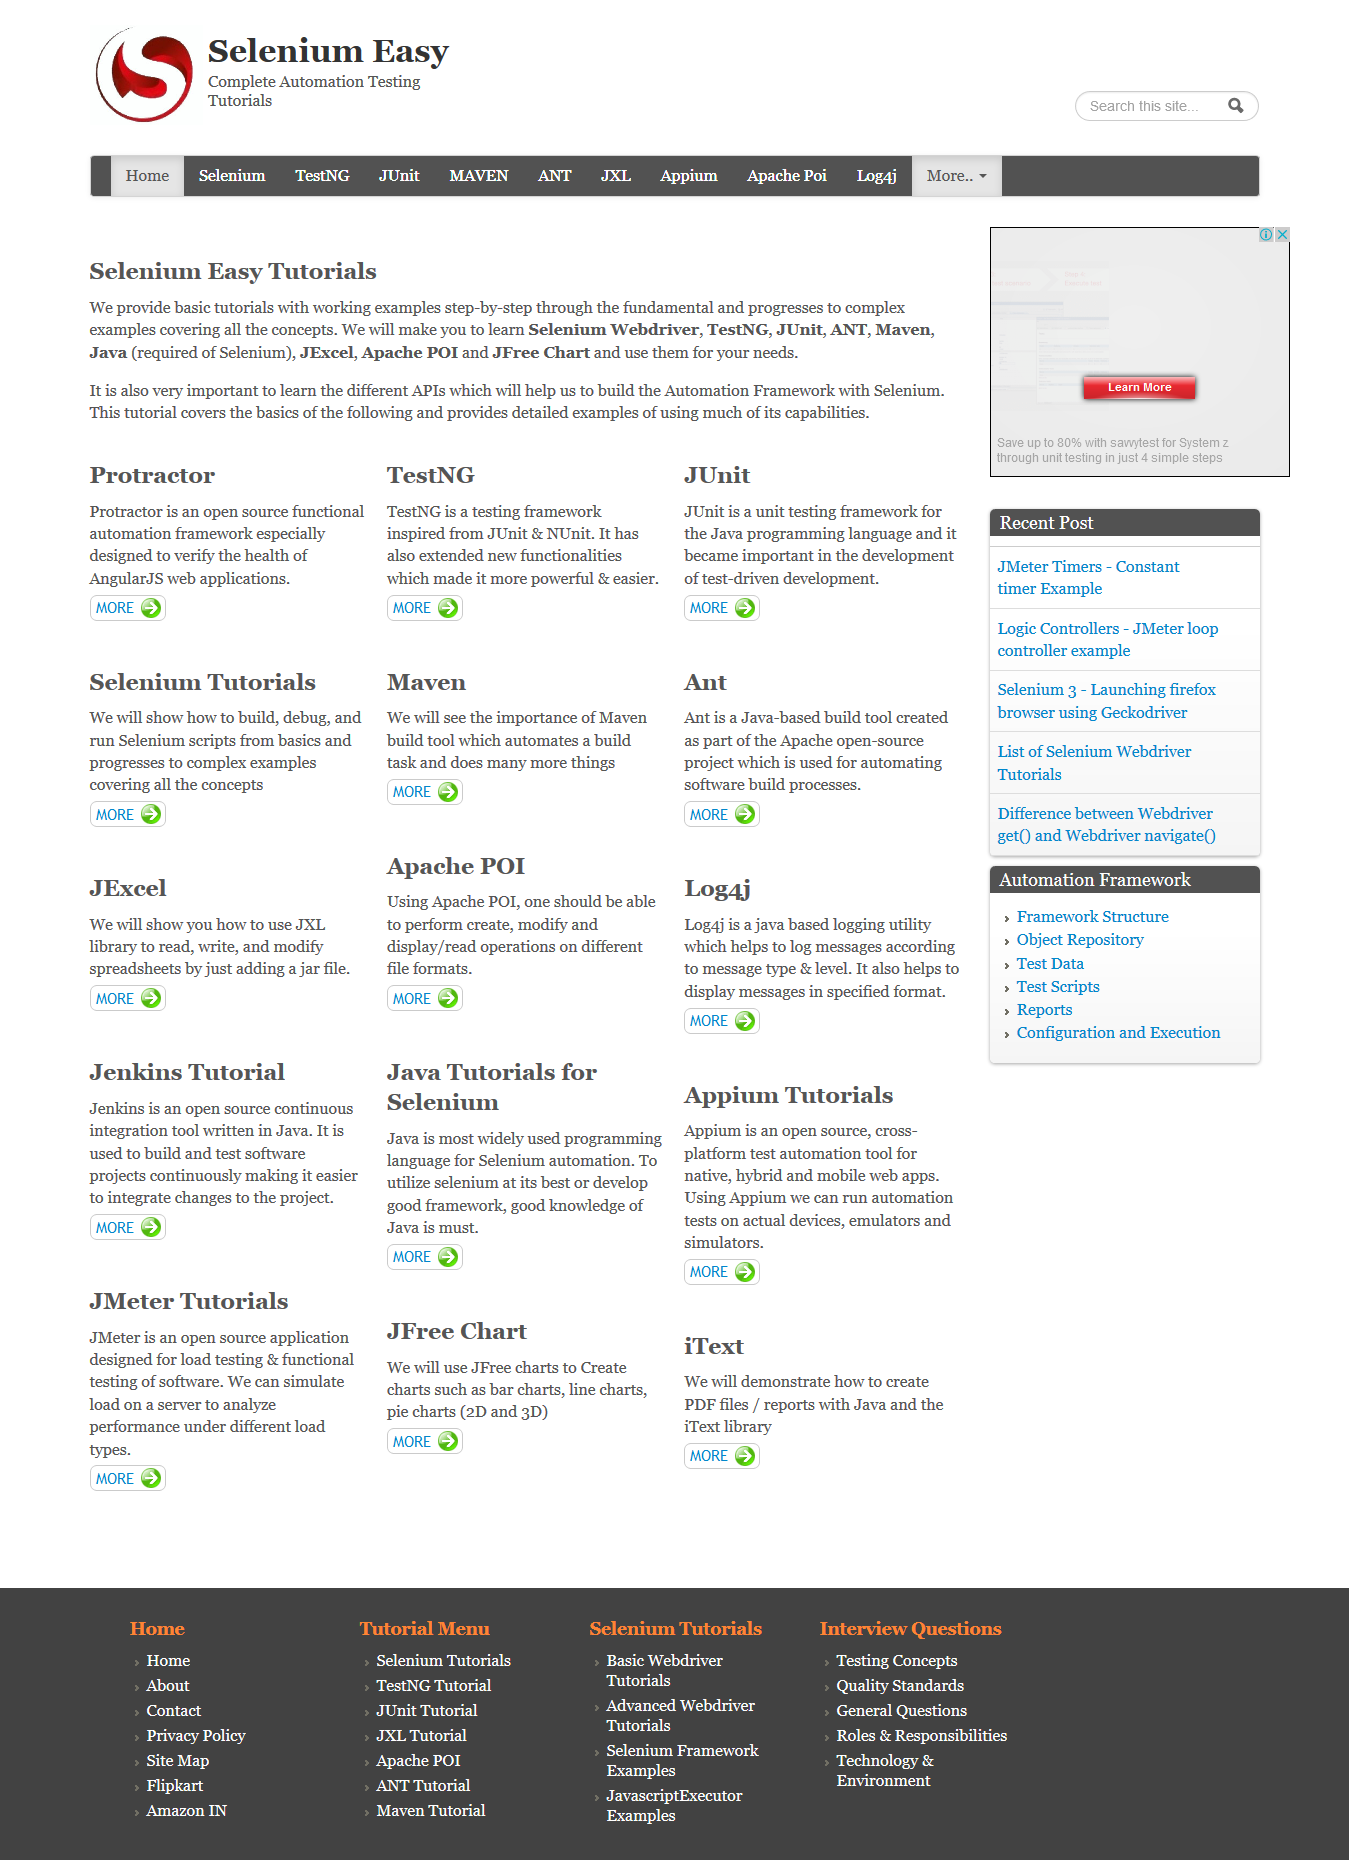 Selenium Easy
Complete Automation Testing
Tutorials
Search this site...
Home Selenium TestNG JUnit MAVEN ANT JXL Appium Apache Poi Log4j More..
Selenium Easy Tutorials
We provide basic tutorials with working examples step-by-step through the fundamental and progresses to complex
examples covering all the concepts. We will make you to learn Selenium Webdriver, TestNG, JUnit, ANT, Maven,
Java (required of Selenium), JExcel, Apache POI and JFree Chart and use them for your needs.
It is also very important to learn the different APIs which will help us to build the Automation Framework with Selenium.
This tutorial covers the basics of the following and provides detailed examples of using much of its capabilities.
Protractor
Protractor is an open source functional
automation framework especially
designed to verify the health of
AngularJS web applications.
MORE
TestNG
TestNG is a testing framework
inspired from JUnit & NUnit. It has
also extended new functionalities
which made it more powerful & easier.
MORE
JUnit
JUnit is a unit testing framework for
the Java programming language and it
became important in the development
of test-driven development.
MORE
Selenium Tutorials
We will show how to build, debug, and
run Selenium scripts from basics and
progresses to complex examples
covering all the concepts
MORE
Maven
We will see the importance of Maven
build tool which automates a build
task and does many more things
MORE
Ant
Ant is a Java-based build tool created
as part of the Apache open-source
project which is used for automating
software build processes.
MORE
JExcel
We will show you how to use JXL
library to read, write, and modify
spreadsheets by just adding a jar file.
MORE
Apache POI
Using Apache POI, one should be able
to perform create, modify and
display/read operations on different
file formats.
MORE
Log4j
Log4j is a java based logging utility
which helps to log messages according
to message type & level. It also helps to
display messages in specified format.
MORE
Jenkins Tutorial
Jenkins is an open source continuous
integration tool written in Java. It is
used to build and test software
projects continuously making it easier
to integrate changes to the project.
MORE
Java Tutorials for
Selenium
Java is most widely used programming
language for Selenium automation. To
utilize selenium at its best or develop
good framework, good knowledge of
Java is must.
MORE
Appium Tutorials
Appium is an open source, cross-
platform test automation tool for
native, hybrid and mobile web apps.
Using Appium we can run automation
tests on actual devices, emulators and
simulators.
MORE
JMeter Tutorials
JMeter is an open source application
designed for load testing & functional
testing of software. We can simulate
load on a server to analyze
performance under different load
types.
MORE
JFree Chart
We will use JFree charts to Create
charts such as bar charts, line charts,
pie charts (2D and 3D)
MORE
iText
We will demonstrate how to create
PDF files / reports with Java and the
iText library
MORE
Learn More
Save up to 80% with savvytest for System z
through unit testing in just 4 simple steps
Recent Post
JMeter Timers - Constant
timer Example
Logic Controllers - JMeter loop
controller example
Selenium 3 - Launching firefox
browser using Geckodriver
List of Selenium Webdriver
Tutorials
Difference between Webdriver
get() and Webdriver navigate()
Automation Framework
Framework Structure
Object Repository
Test Data
Test Scripts
Reports
Configuration and Execution
Home
Home
About
Contact
Privacy Policy
Site Map
Flipkart
Amazon IN
Tutorial Menu
Selenium Tutorials
TestNG Tutorial
JUnit Tutorial
JXL Tutorial
Apache POI
ANT Tutorial
Maven Tutorial
Selenium Tutorials
Basic Webdriver
Tutorials
Advanced Webdriver
Tutorials
Selenium Framework
Examples
JavascriptExecutor
Examples
Interview Questions
Testing Concepts
Quality Standards
General Questions
Roles & Responsibilities
Technology &
Environment